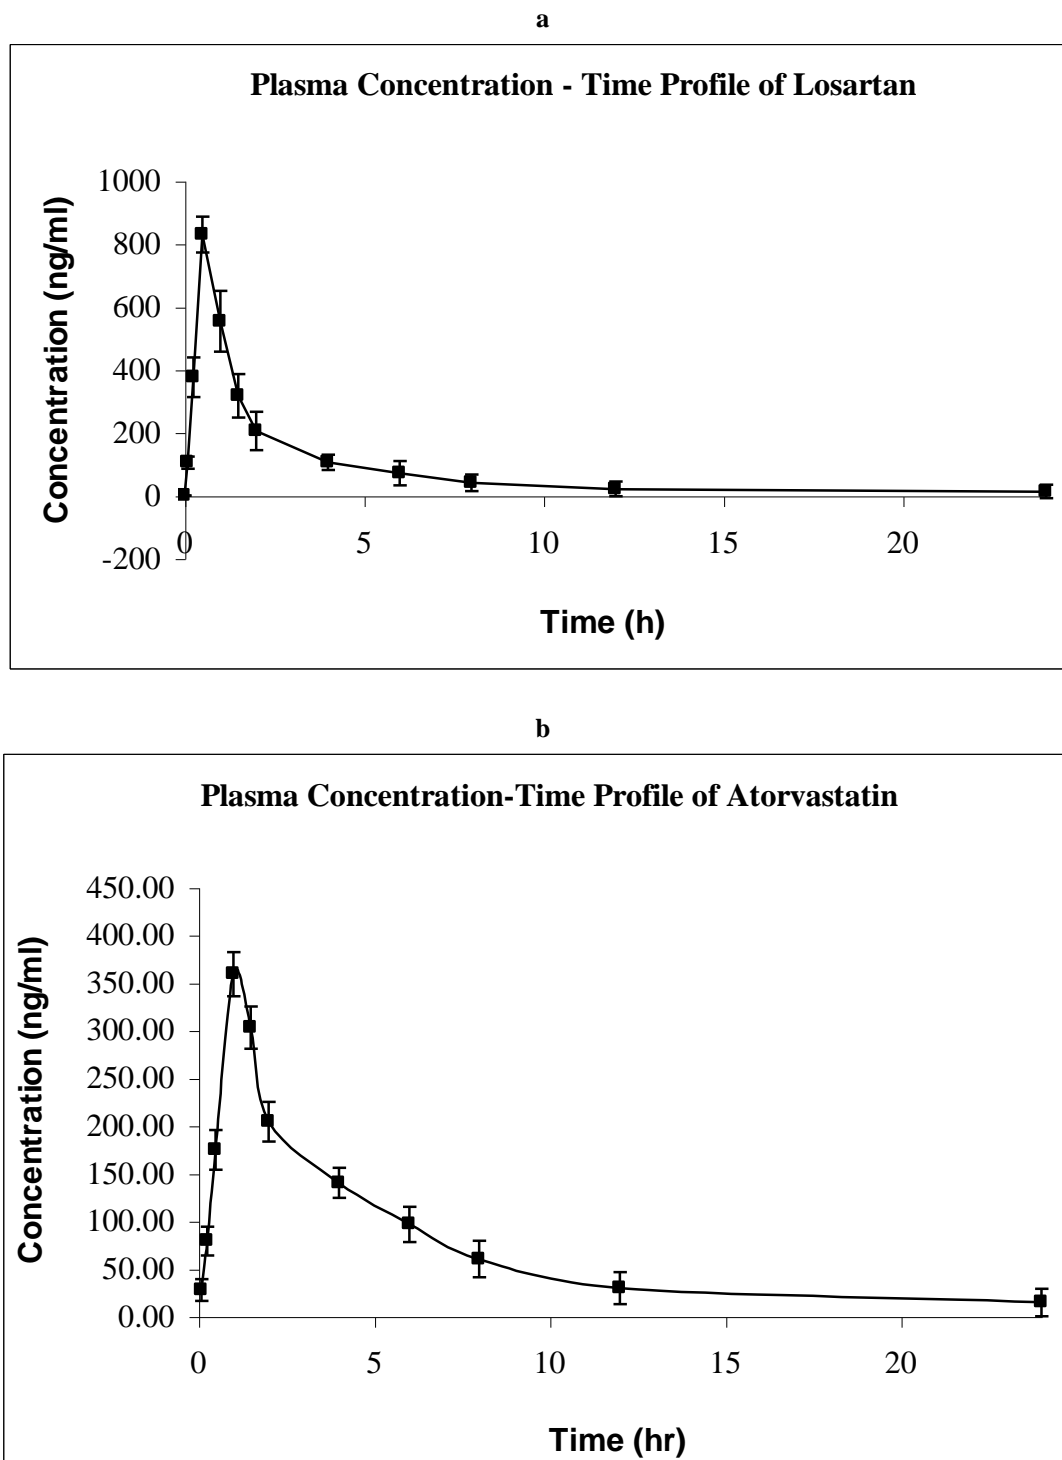 a
Plasma Concentration - Time Profile of Losartan
Concentration (ng/ml)
1000
800
600
400
200
0
-200
0 5 10 15 20
Time (h)
b
Plasma Concentration-Time Profile of Atorvastatin
Concentration (ng/ml)
450.00
400.00
350.00
300.00
250.00
200.00
150.00
100.00
50.00
0.00
0 5 10 15 20
Time (hr)